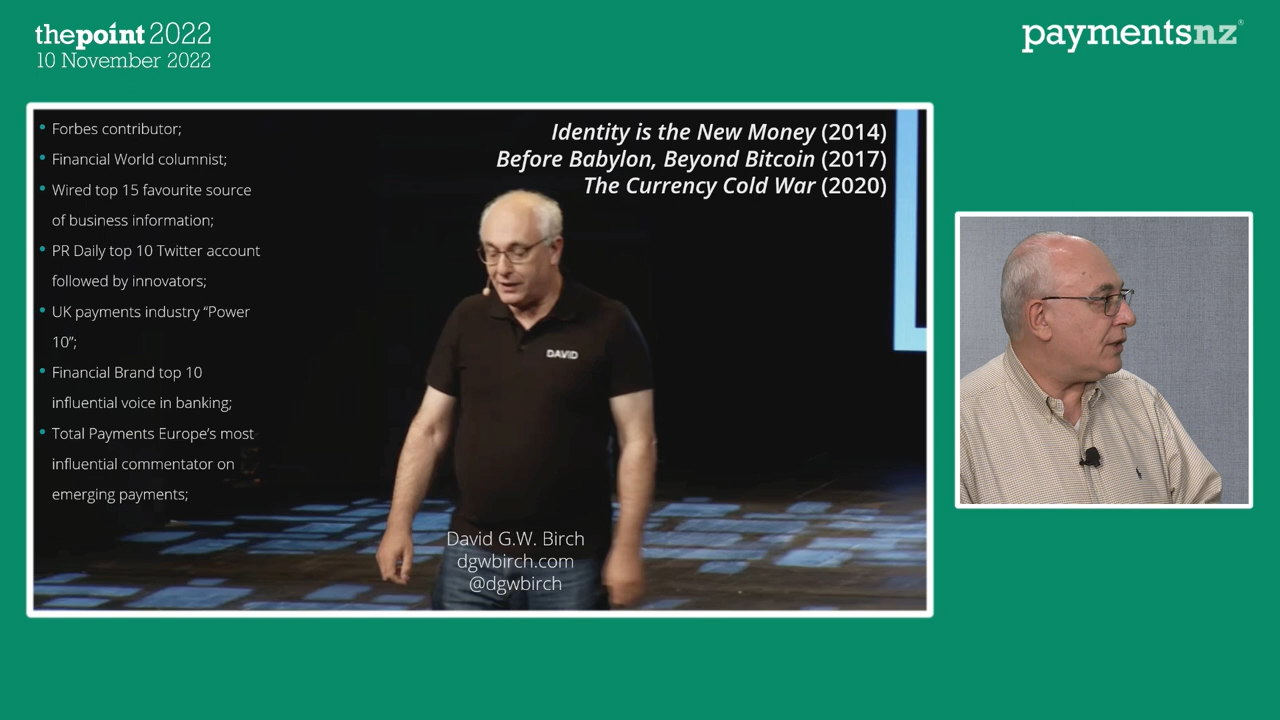 thepoint 2022
10 November 2022
paymentsnz
Forbes contributor;
Financial World columnist;
Wired top 15 favourite source
of business information;
PR Daily top 10 Twitter account
followed by innovators;
UK payments industry “Power
10”;
Financial Brand top 10
influential voice in banking;
Total Payments Europe’s most
influential commentator on
emerging payments;
Identity is the New Money (2014)
Before Babylon, Beyond Bitcoin (2017)
The Currency Cold War (2020)
DAVID
David G.W. Birch
dgwbirch.com
@dgwbirch